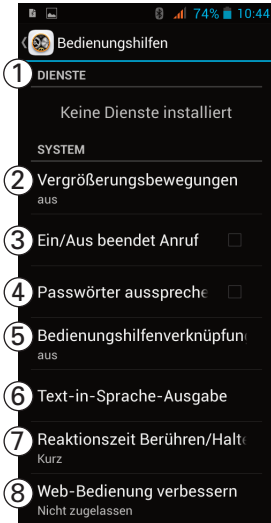 74% 10:44
Bedienungshilfen
1 DIENSTE
Keine Dienste installiert
SYSTEM
2 Vergrößerungsbewegungen
aus
3 Ein/Aus beendet Anruf
4 Passwörter ausspreche
5 Bedienungshilfenverknüpfun
aus
6 Text-in-Sprache-Ausgabe
7 Reaktionszeit Berühren/Halte
Kurz
8 Web-Bedienung verbessern
Nicht zugelassen